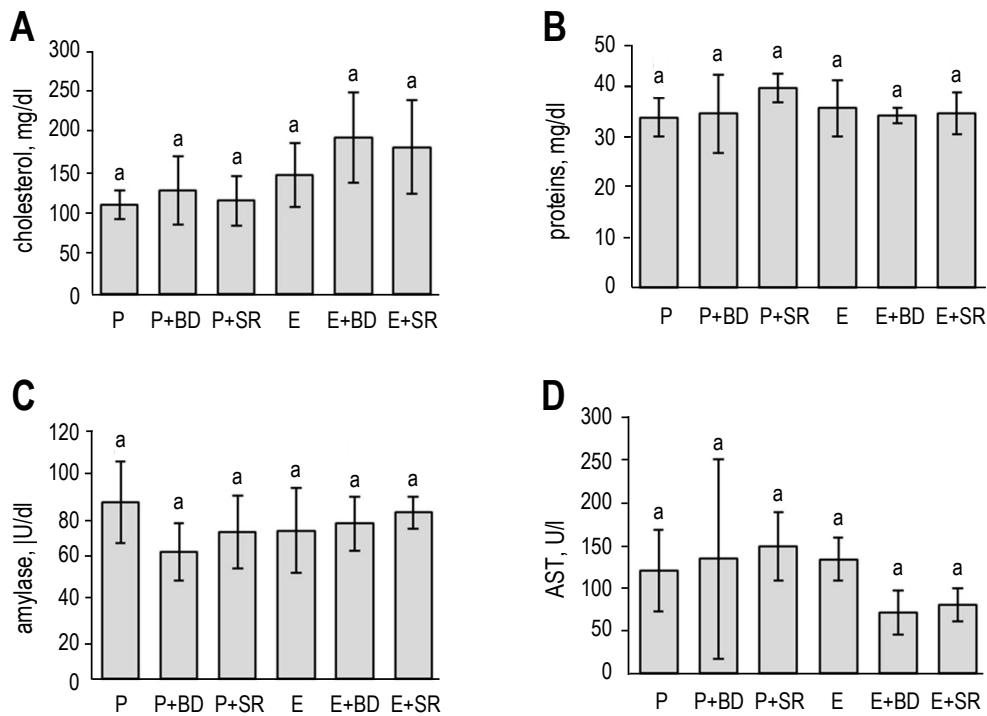 A
cholesterol, mg/dl
300
250
200
150
100
50
0
a a a a a a
P P+BD P+SR E E+BD E+SR
B
proteins, mg/dl
50
40
30
20
10
0
a a a a a a
P P+BD P+SR E E+BD E+SR
C
amylase, |U/dl
120
100
80
60
40
20
0
a a a a a a
P P+BD P+SR E E+BD E+SR
D
AST, U/l
300
250
200
150
100
50
0
a a a a a a
P P+BD P+SR E E+BD E+SR